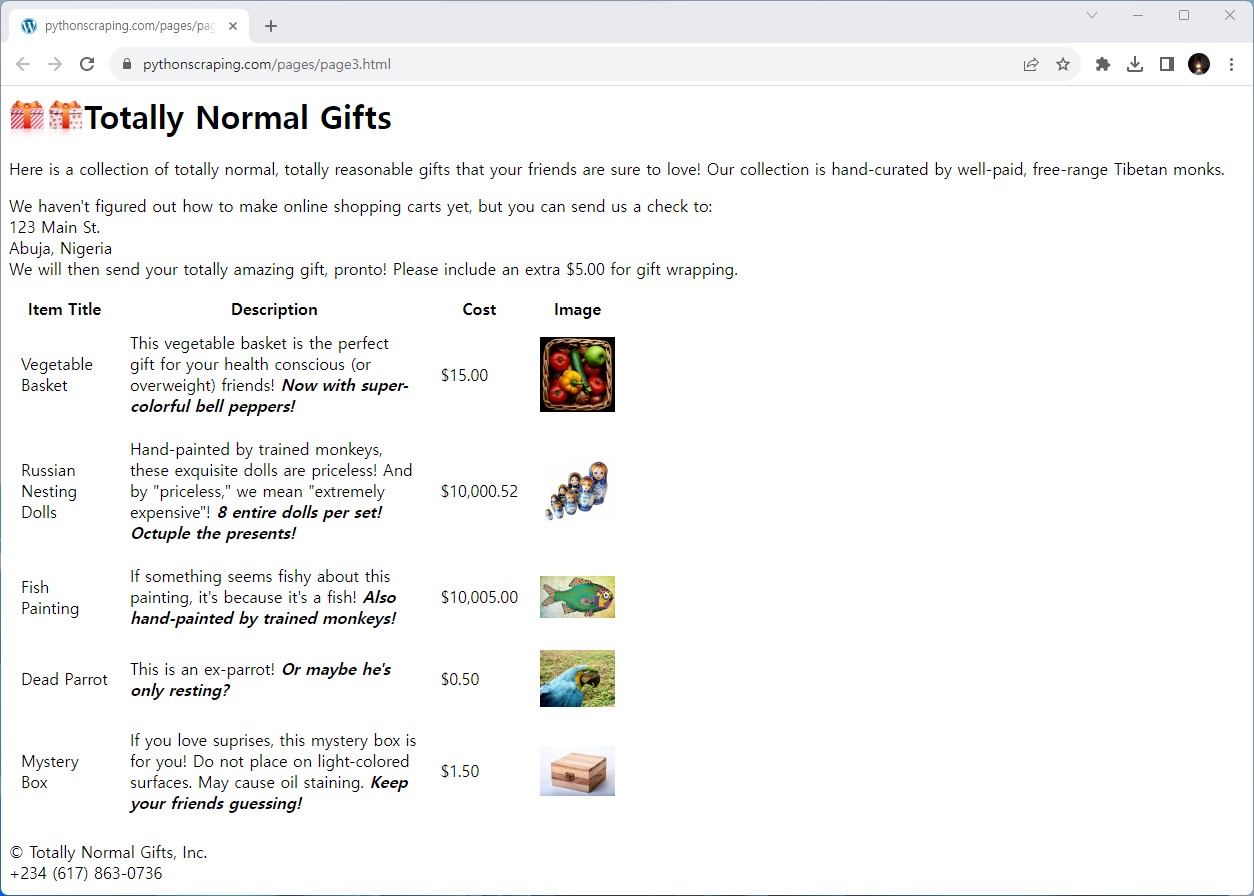 pythonscraping.com/pages/pag
pythonscraping.com/pages/page3.html
Totally Normal Gifts
Here is a collection of totally normal, totally reasonable gifts that your friends are sure to love! Our collection is hand-curated by well-paid, free-range Tibetan monks.
We haven't figured out how to make online shopping carts yet, but you can send us a check to:
123 Main St.
Abuja, Nigeria
We will then send your totally amazing gift, pronto! Please include an extra $5.00 for gift wrapping.
Item Title Description Cost Image
This vegetable basket is the perfect
Vegetable gift for your health conscious (or
Basket overweight) friends! Now with super- $15.00
colorful bell peppers!
Hand-painted by trained monkeys,
Russian these exquisite dolls are priceless! And
Nesting by "priceless," we mean "extremely $10,000.52
Dolls expensive"! 8 entire dolls per set!
Octuple the presents!
If something seems fishy about this
Fish painting, it's because it's a fish! Also $10,005.00
Painting hand-painted by trained monkeys!
Dead Parrot This is an ex-parrot! Or maybe he's $0.50
only resting?
If you love suprises, this mystery box is
Mystery for you! Do not place on light-colored
Box surfaces. May cause oil staining. Keep $1.50
your friends guessing!
© Totally Normal Gifts, Inc.
+234 (617) 863-0736